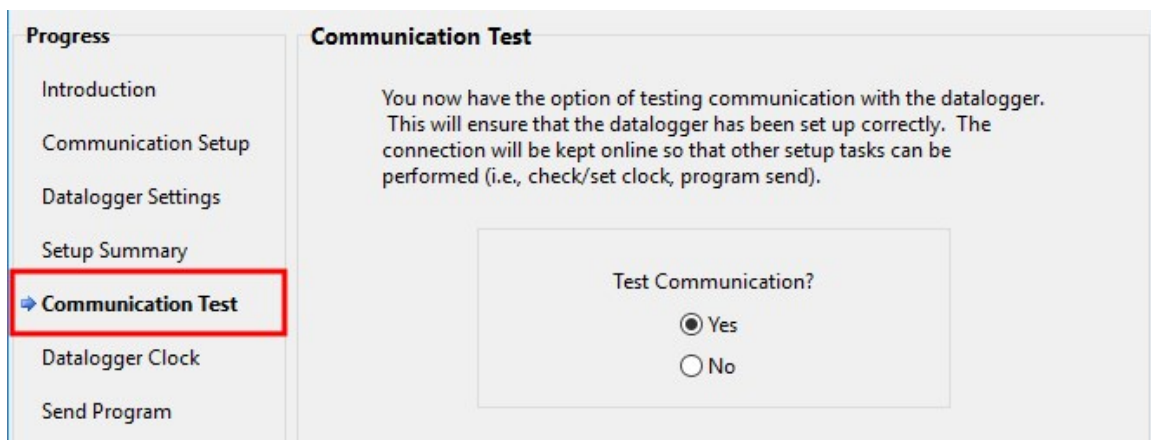 Progress
Introduction
Communication Setup
Datalogger Settings
Setup Summary
Communication Test
Datalogger Clock
Send Program
Communication Test
You now have the option of testing communication with the datalogger.
This will ensure that the datalogger has been set up correctly.  The
connection will be kept online so that other setup tasks can be
performed (i.e., check/set clock, program send).
Test Communication?
Yes
No